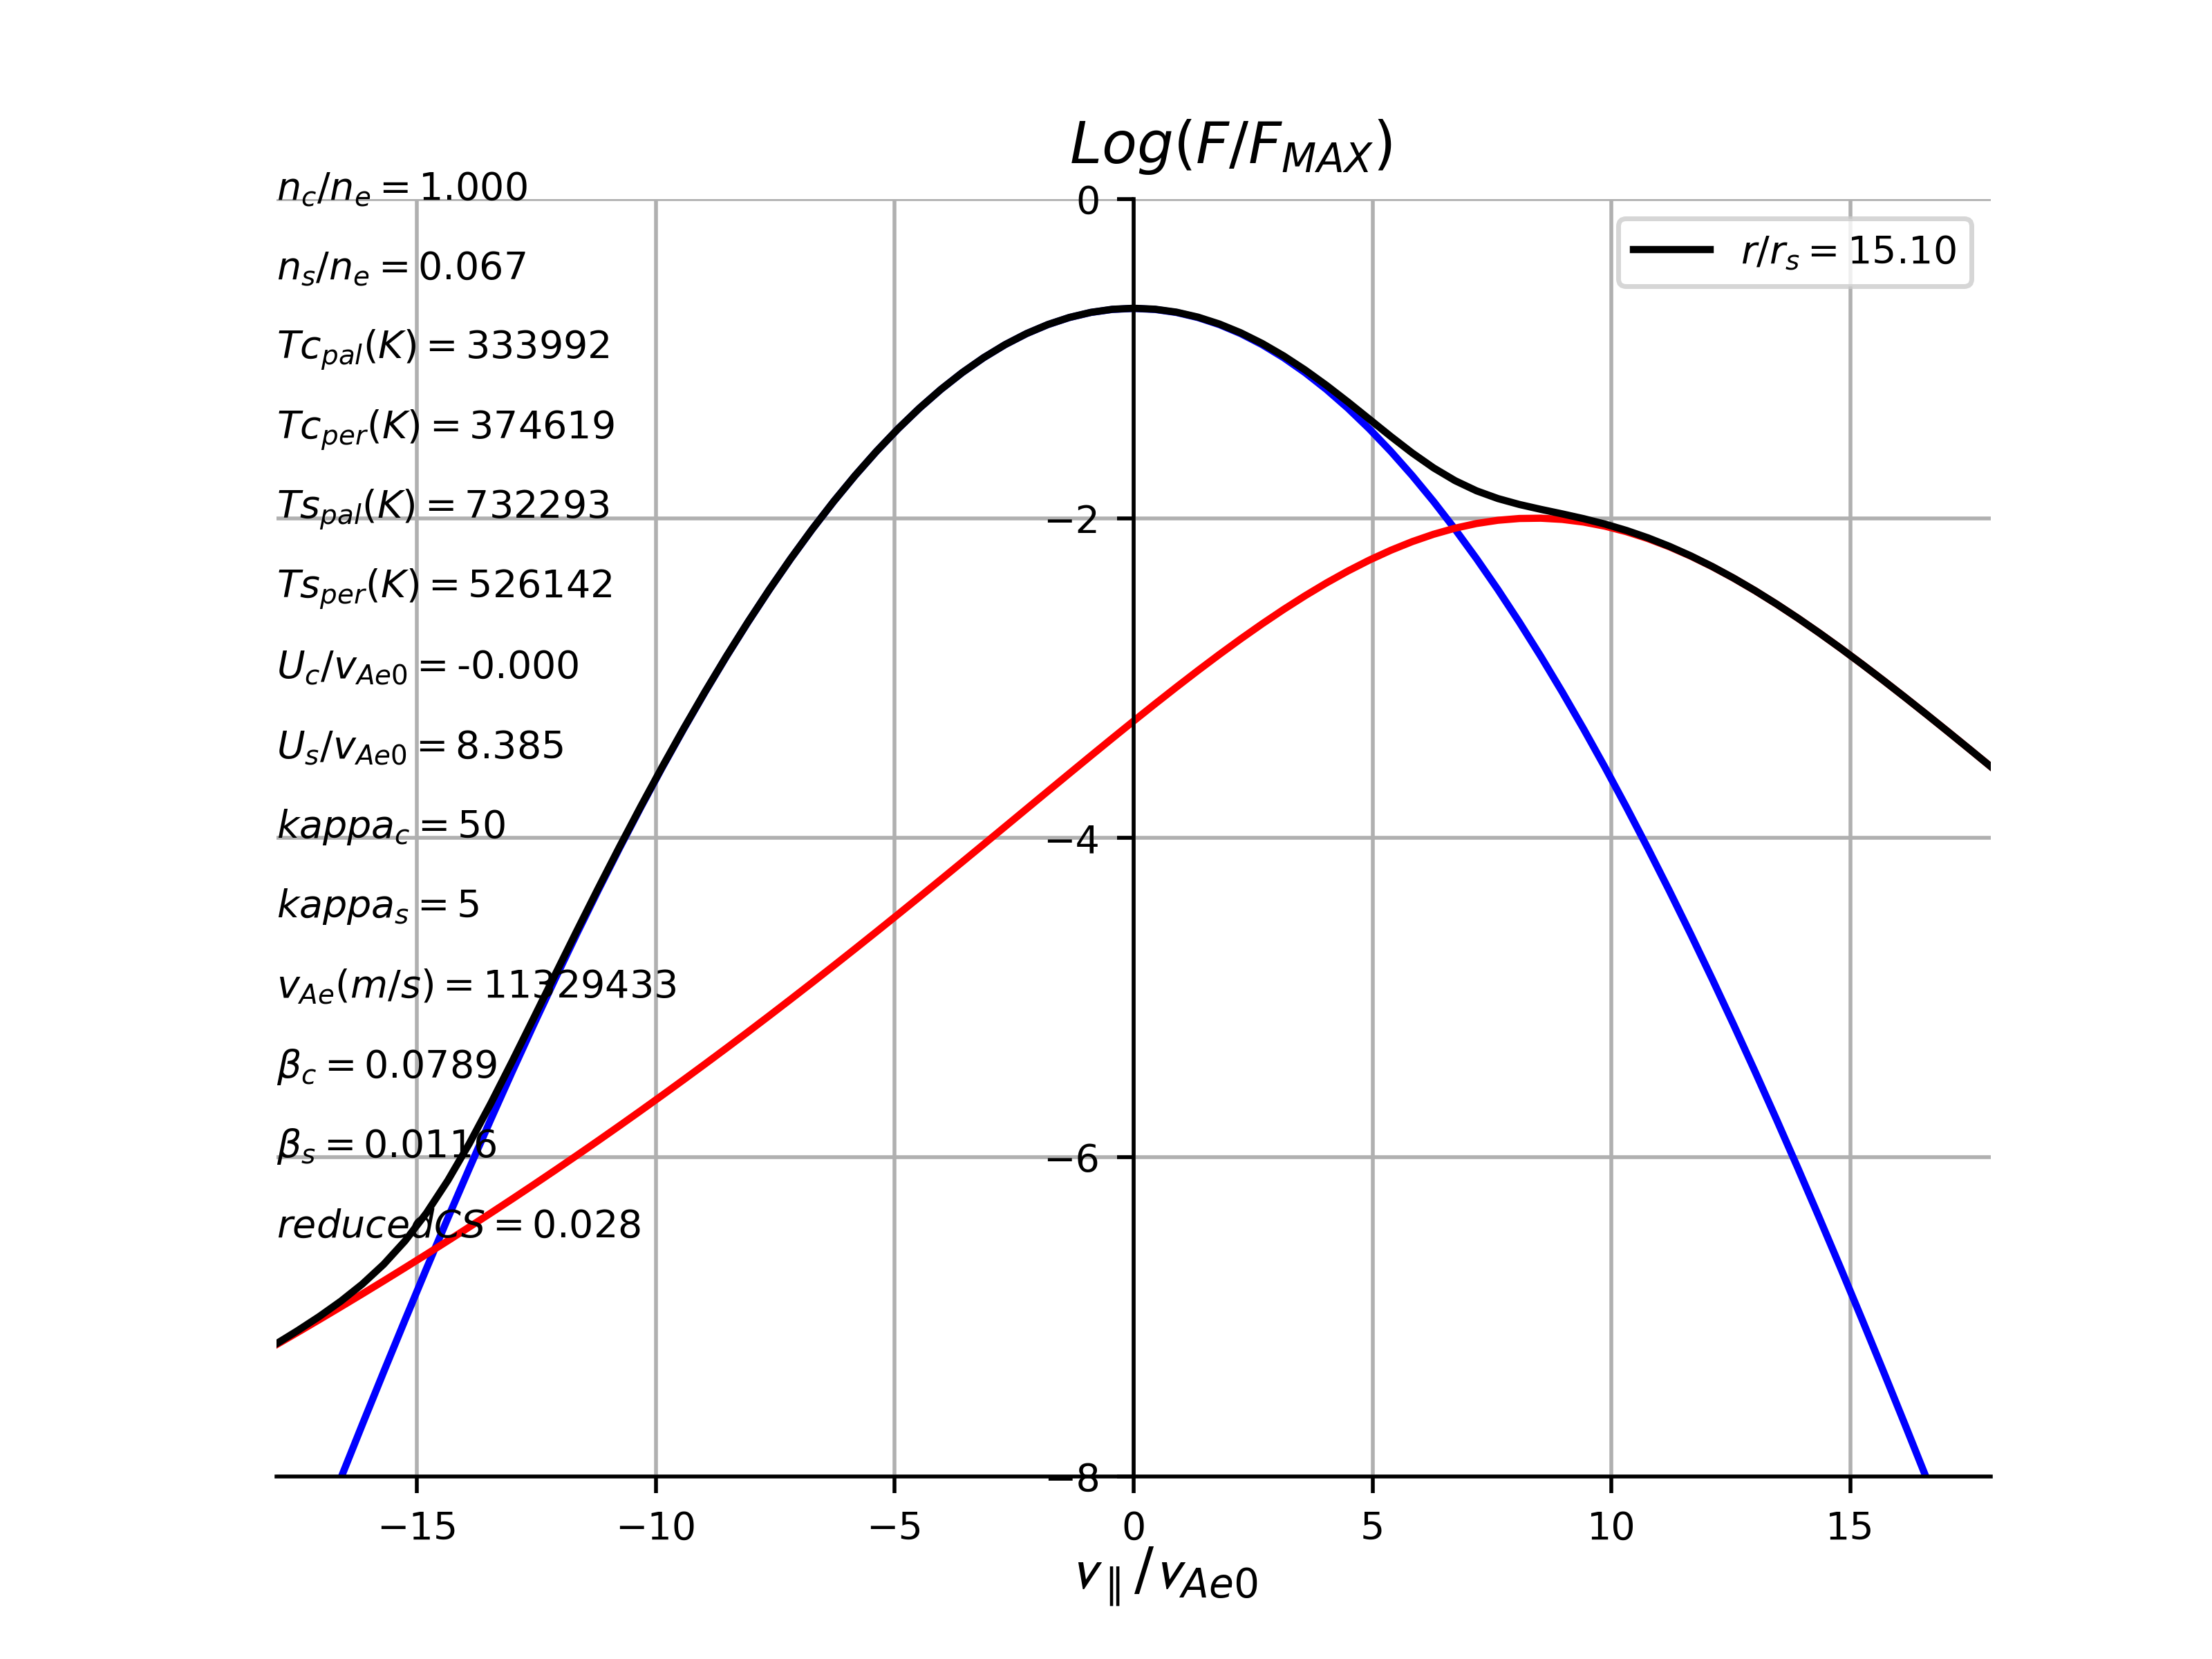 Log(F/F_MAX)
n_c/n_e = 1.000
n_s/n_e = 0.067
Tc_pal(K) = 333992
Tc_per(K) = 374619
Ts_pal(K) = 732293
Ts_per(K) = 526142
U_c/v_Ae0 = -0.000
U_s/v_Ae0 = 8.385
kappa_c = 50
kappa_s = 5
v_Ae(m/s) = 11329433
β_c = 0.0789
β_s = 0.0116
reducedCS = 0.028
r/r_s = 15.10
0
−2
−4
−6
−8
−15 −10 −5 0 5 10 15
v_∥/v_Ae0